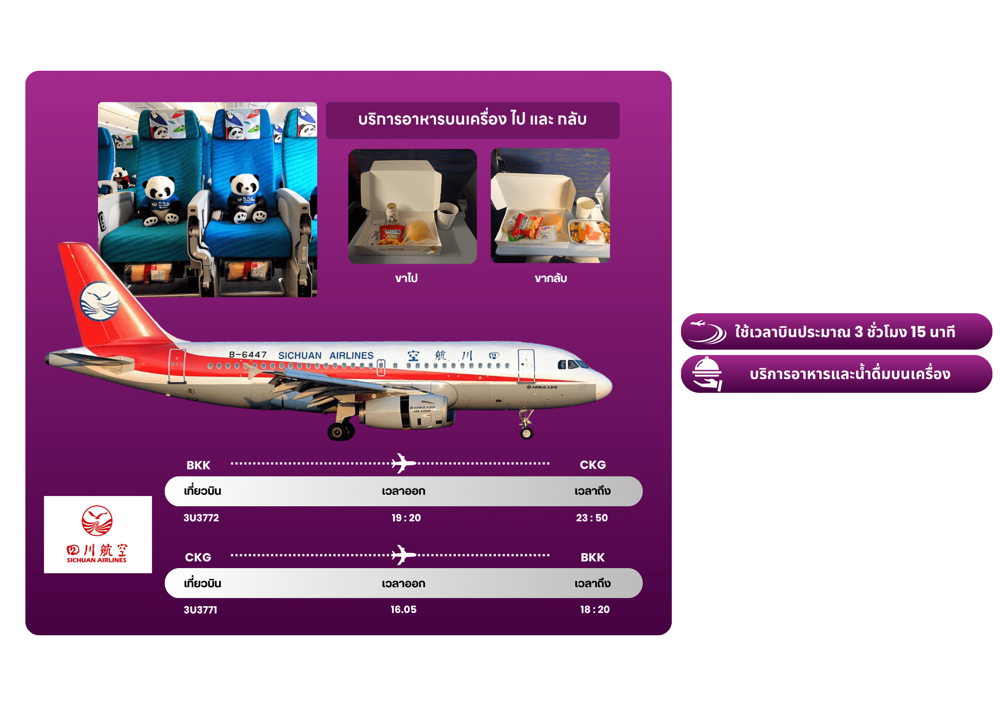 บริการอาหารบนเครื่อง ไป และ กลับ
95378
ขาไป
ขากลับ
B-6447 SICHUAN AIRLINES 空 航 川 四
AIRBUS A319
AIRBUS A319
IAE V2500
ใช้เวลาบินประมาณ 3 ชั่วโมง 15 นาที
บริการอาหารและน้ำดื่มบนเครื่อง
BKK CKG
เที่ยวบิน เวลาออก เวลาถึง
3U3772 19 : 20 23 : 50
四川航空
SICHUAN AIRLINES
CKG BKK
เที่ยวบิน เวลาออก เวลาถึง
3U3771 16.05 18 : 20